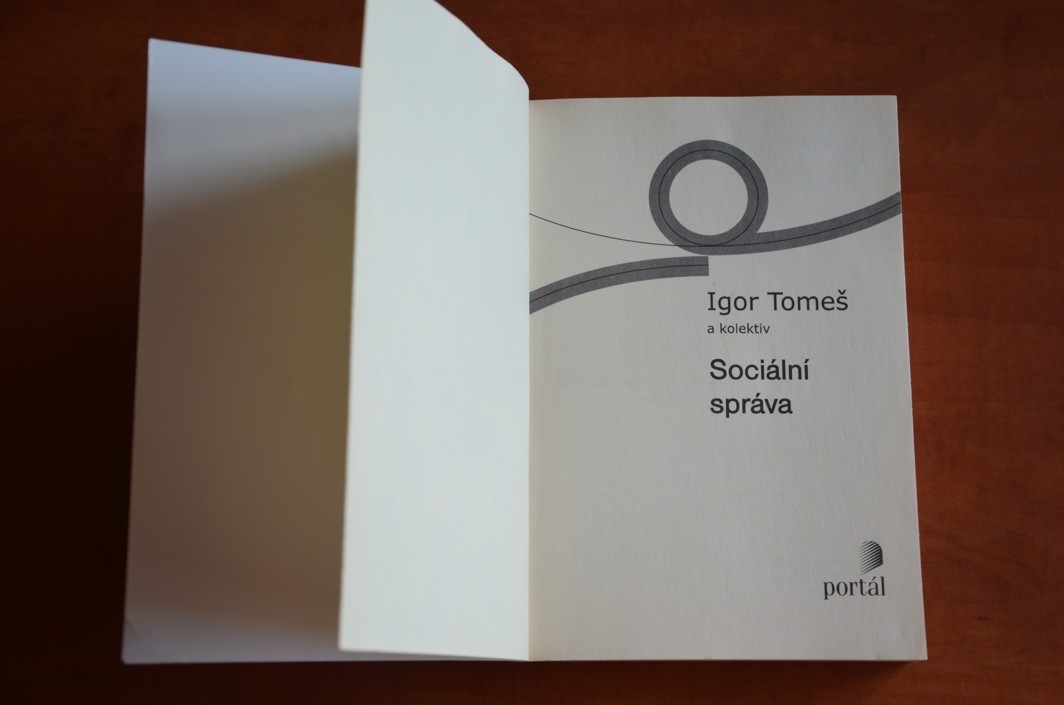 Igor Tomeš
a kolektiv
Sociální
správa
portál